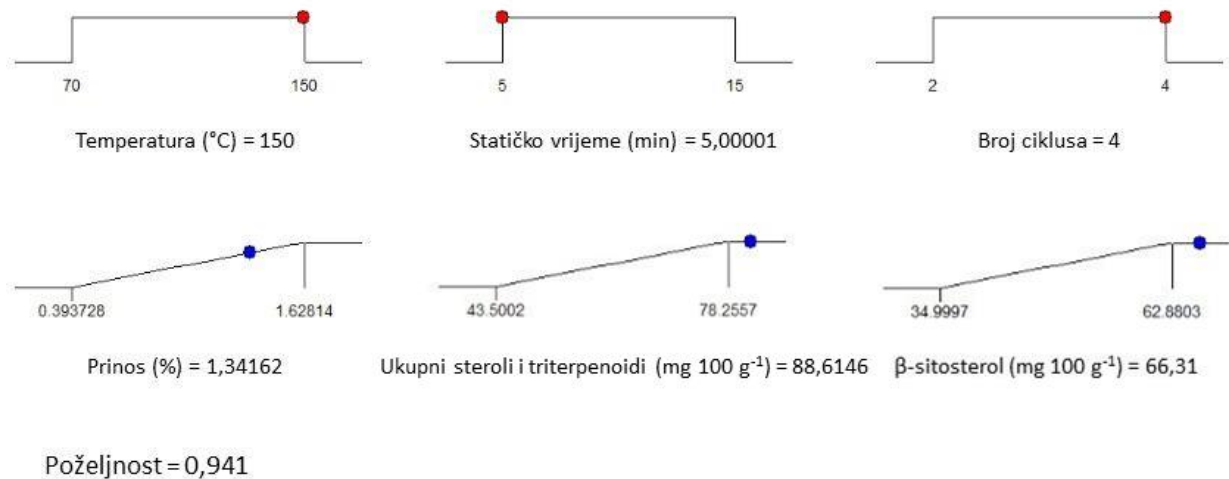 70 150 5 15 2 4
Temperatura (°C) = 150 Statičko vrijeme (min) = 5,00001 Broj ciklusa = 4
0.393728 1.62814 43.5002 78.2557 34.9997 62.8803
Prinos (%) = 1,34162 Ukupni steroli i triterpenoidi (mg 100 g⁻¹) = 88,6146 β-sitosterol (mg 100 g⁻¹) = 66,31
Poželjnost = 0,941